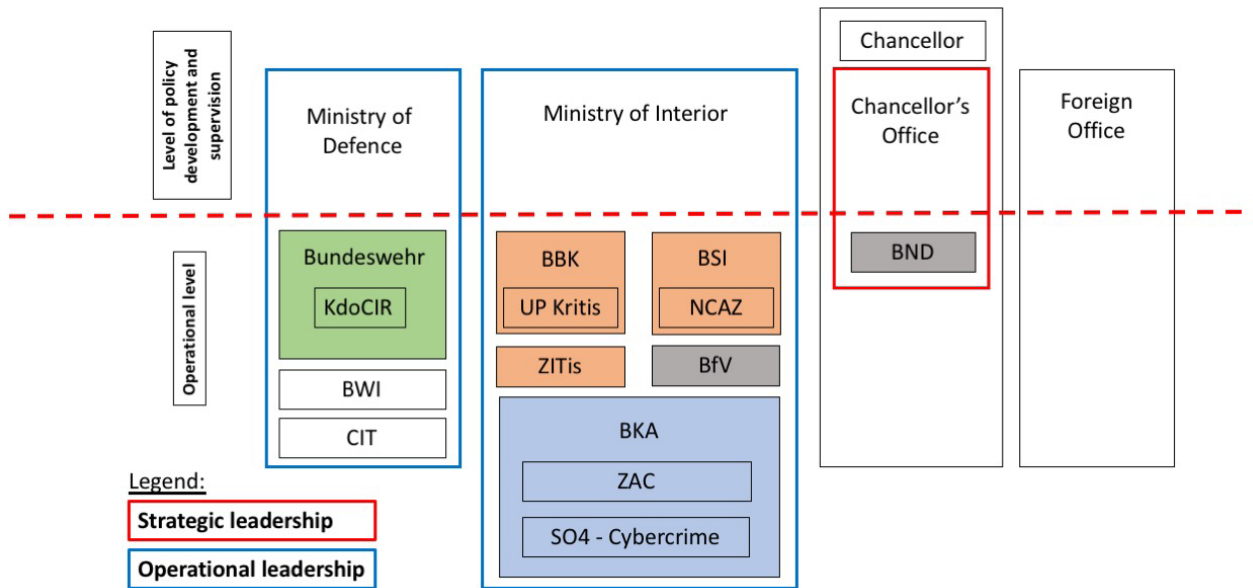 Level of policy
development and
supervision
Ministry of
Defence
Ministry of Interior
Chancellor
Chancellor's
Office
Foreign
Office
Operational level
Bundeswehr
KdoCIR
BWI
CIT
BBK
UP Kritis
BSI
NCAZ
ZITis
BfV
BKA
ZAC
SO4 - Cybercrime
BND
Legend:
Strategic leadership
Operational leadership